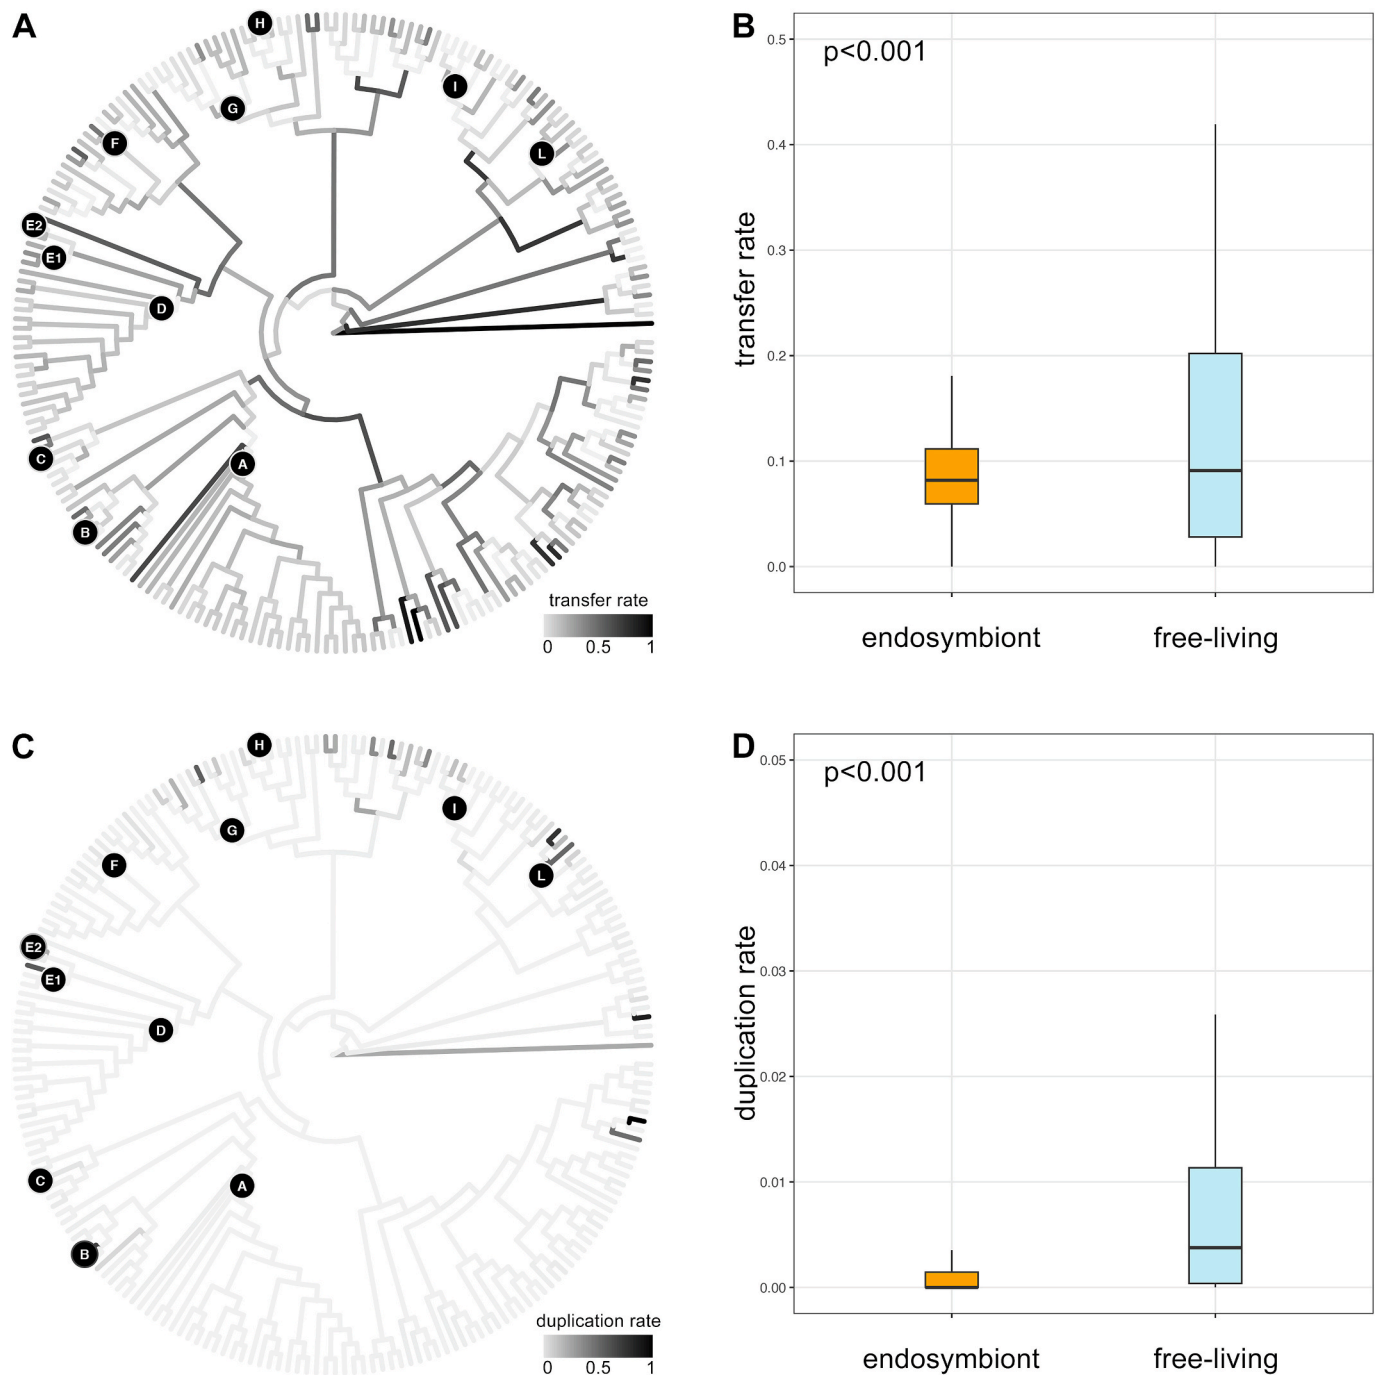 A
H
G
I
L
F
E2
E1
D
C
A
B
transfer rate
0 0.5 1
B
p<0.001
0.5
0.4
0.3
0.2
0.1
0.0
transfer rate
endosymbiont free-living
C
H
G
I
L
F
E2
E1
D
C
A
B
duplication rate
0 0.5 1
D
p<0.001
0.05
0.04
0.03
0.02
0.01
0.00
duplication rate
endosymbiont free-living